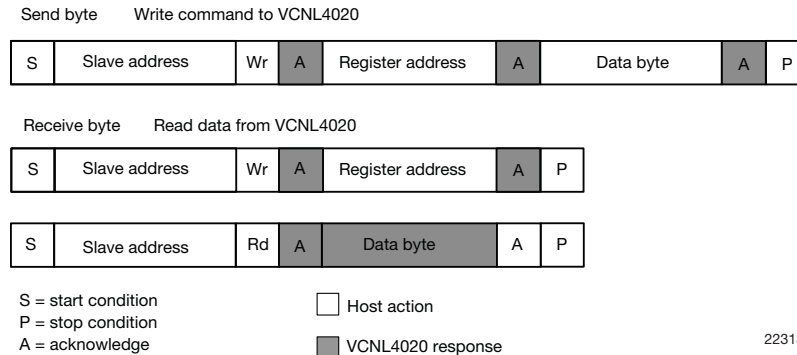 Send byte Write command to VCNL4020
S Slave address Wr A Register address A Data byte A P
Receive byte Read data from VCNL4020
S Slave address Wr A Register address A P
S Slave address Rd A Data byte A P
S = start condition
P = stop condition
A = acknowledge
Host action
VCNL4020 response